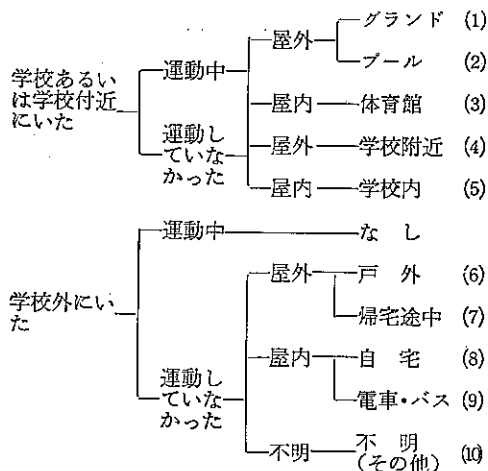 屋外 グランド (1)
プール (2)
学校あるい
は学校付近
にいた
運動中
屋内 体育館 (3)
運動し
ていな
かった
屋外 学校附近 (4)
屋内 学校内 (5)
学校外にい
た
運動中 なし
運動し
ていな
かった
屋外 戸外 (6)
帰宅途中 (7)
屋内 自宅 (8)
電車・バス (9)
不明 不明 (10)
(その他)